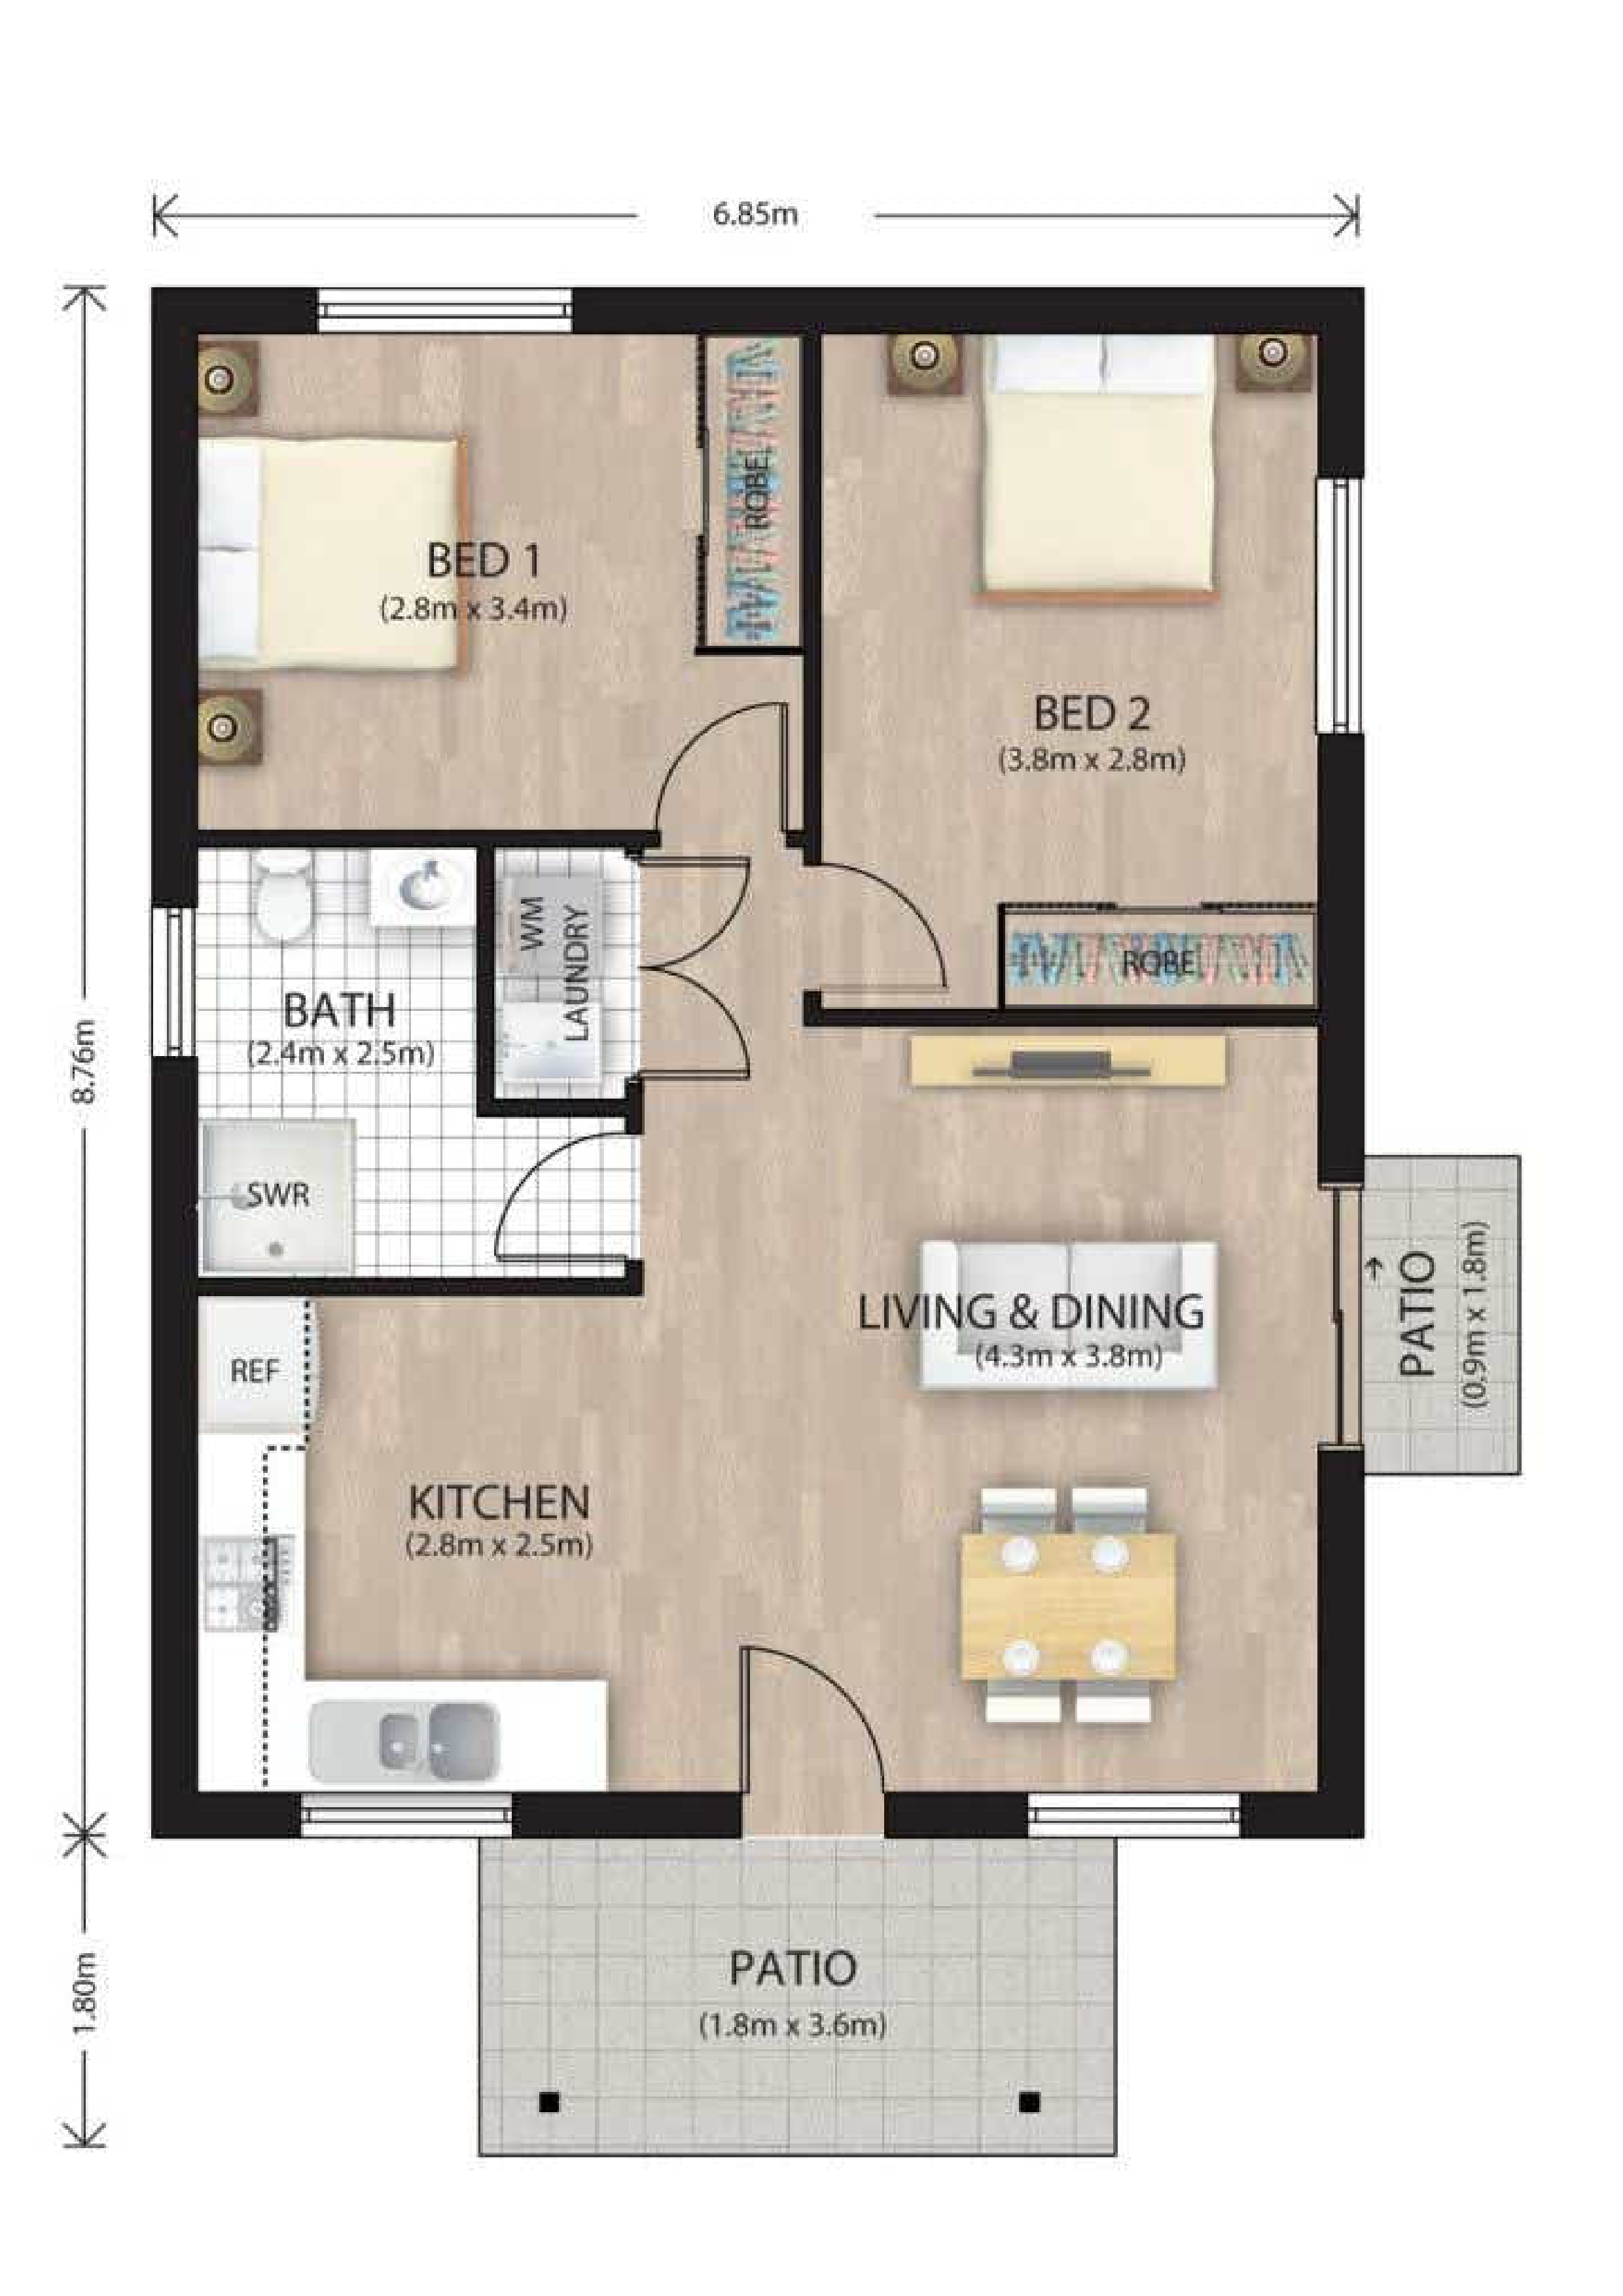 6.85m
ROBE
BED 1
(2.8m x 3.4m)
BED 2
(3.8m x 2.8m)
WM
LAUNDRY
ROBE
BATH
(2.4m x 2.5m)
8.76m
SWR
PATIO
(0.9m x 1.8m)
LIVING & DINING
(4.3m x 3.8m)
REF
KITCHEN
(2.8m x 2.5m)
1.80m
PATIO
(1.8m x 3.6m)